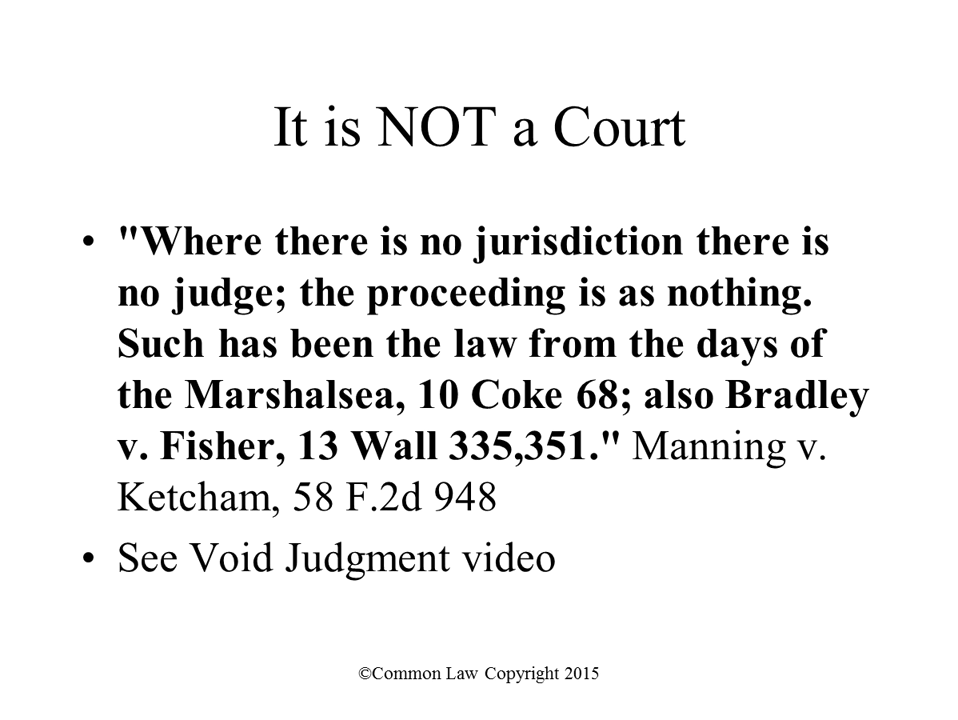 It is NOT a Court
• "Where there is no jurisdiction there is
no judge; the proceeding is as nothing.
Such has been the law from the days of
the Marshalsea, 10 Coke 68; also Bradley
v. Fisher, 13 Wall 335,351." Manning v.
Ketcham, 58 F.2d 948
• See Void Judgment video
©Common Law Copyright 2015